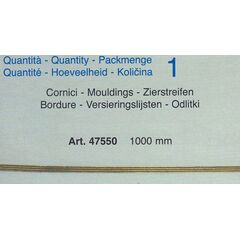 Quantità - Quantity - Packmenge
Quantité - Hoeveelheid - Količina 1
Cornici - Mouldings - Zierstreifen
Bordure - Versieringslijsten - Odlitki
Art. 47550 1000 mm